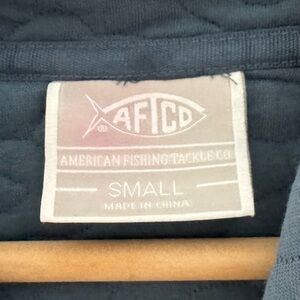 AFTCO
®
AMERICAN FISHING TACKLE CO
SMALL
MADE IN CHINA